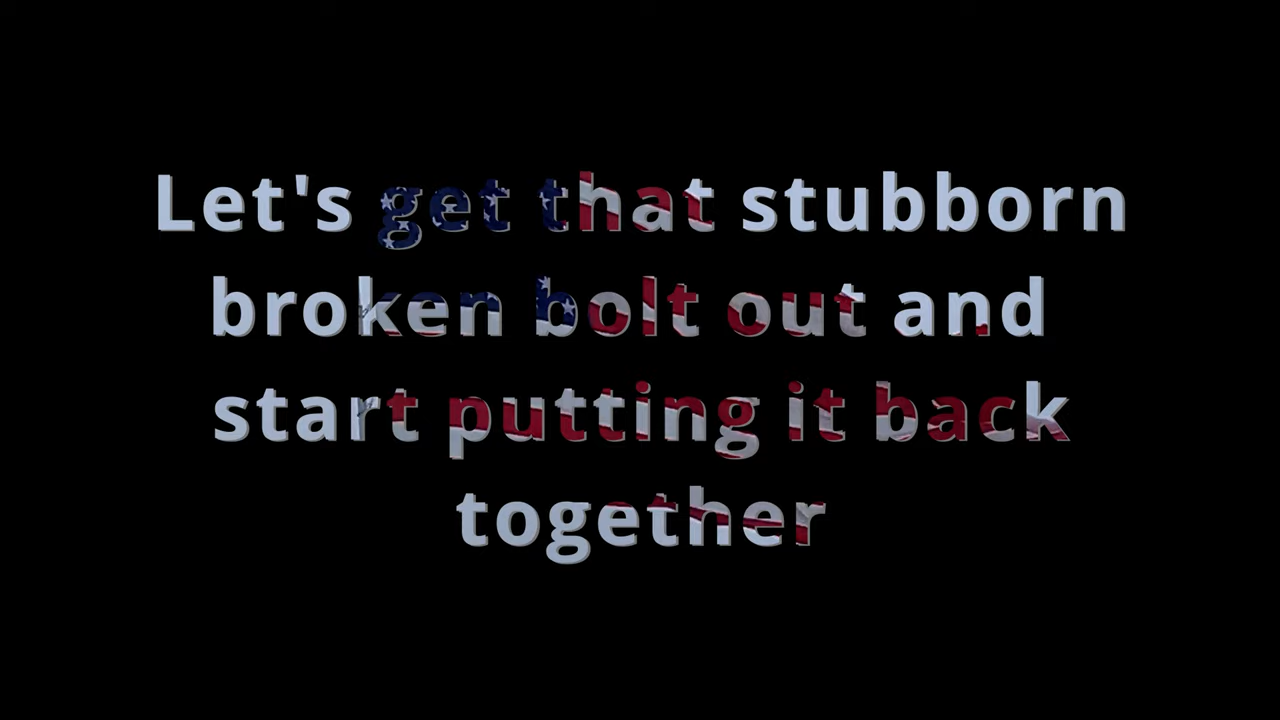 Let's get that stubborn
broken bolt out and
start putting it back
together